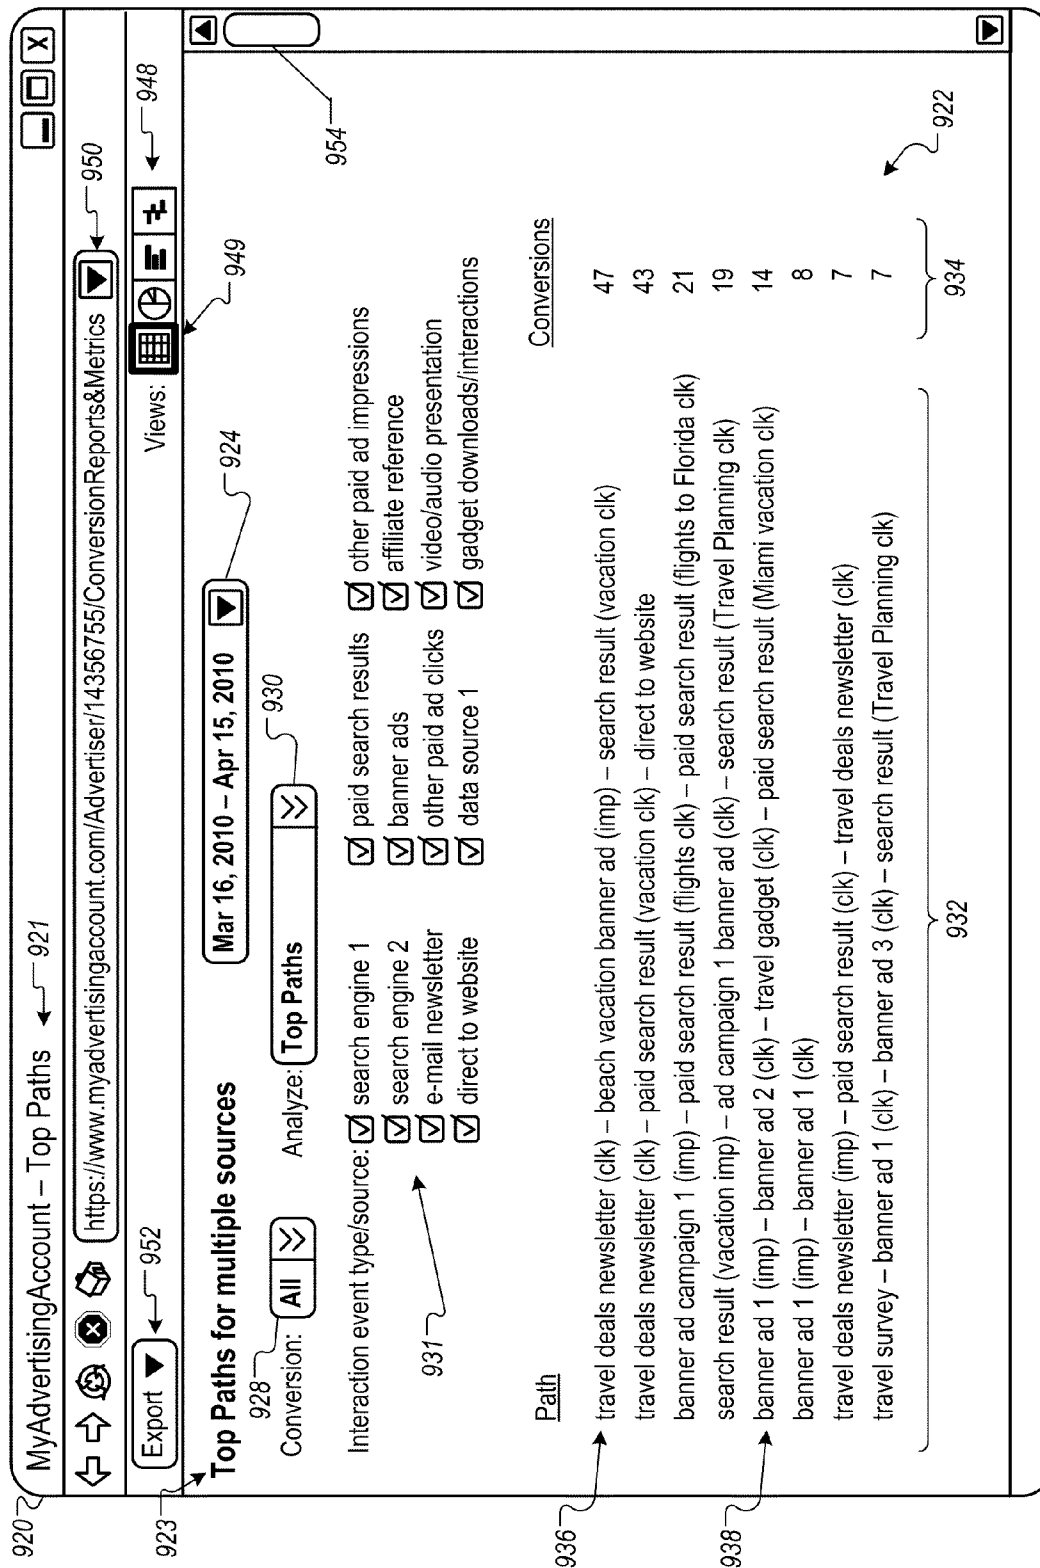 920
MyAdvertisingAccount – Top Paths
921
https://www.myadvertisingaccount.com/Advertiser/14356755/ConversionReports&Metrics
950
X
Export
952
Views:
949
948
923
Top Paths for multiple sources
Mar 16, 2010 – Apr 15, 2010
924
954
928
Conversion: All
Analyze: Top Paths
930
Interaction event type/source:
search engine 1
paid search results
other paid ad impressions
search engine 2
banner ads
affiliate reference
e-mail newsletter
other paid ad clicks
video/audio presentation
direct to website
data source 1
gadget downloads/interactions
931
Path
Conversions
936
travel deals newsletter (clk) – beach vacation banner ad (imp) – search result (vacation clk) 47
travel deals newsletter (clk) – paid search result (vacation clk) – direct to website 43
banner ad campaign 1 (imp) – paid search result (flights clk) – paid search result (flights to Florida clk) 21
search result (vacation imp) – ad campaign 1 banner ad (clk) – search result (Travel Planning clk) 19
938
banner ad 1 (imp) – banner ad 2 (clk) – travel gadget (clk) – paid search result (Miami vacation clk) 14
banner ad 1 (imp) – banner ad 1 (clk) 8
travel deals newsletter (imp) – paid search result (clk) – travel deals newsletter (clk) 7
travel survey – banner ad 1 (clk) – banner ad 3 (clk) – search result (Travel Planning clk) 7
932
934
922